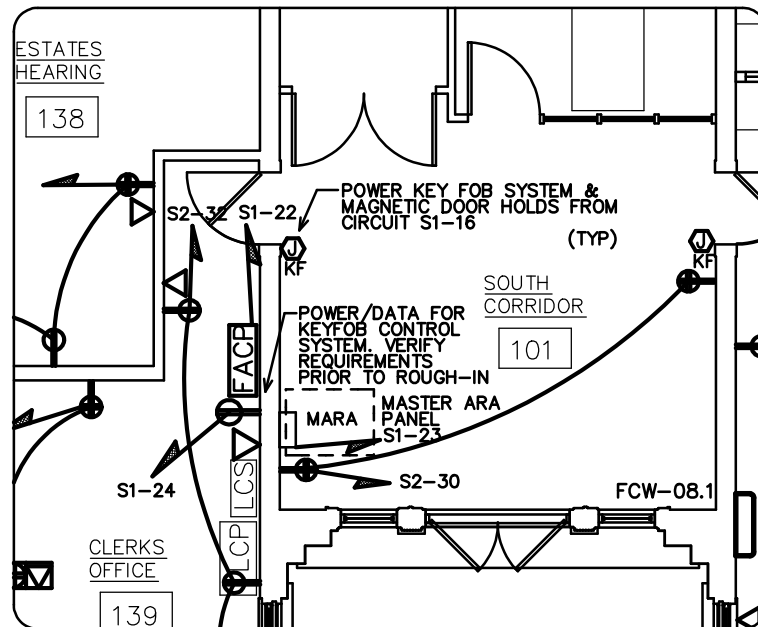 ESTATES
HEARING
138
S2-32
S1-22
POWER KEY FOB SYSTEM &
MAGNETIC DOOR HOLDS FROM
CIRCUIT S1-16
(TYP)
J
KF
J
KF
SOUTH
CORRIDOR
101
POWER/DATA FOR
KEYFOB CONTROL
SYSTEM. VERIFY
REQUIREMENTS
PRIOR TO ROUGH-IN
FACP
MARA
MASTER ARA
PANEL
S1-23
S1-24
LCS
S2-30
FCW-08.1
LCP
CLERKS
OFFICE
139